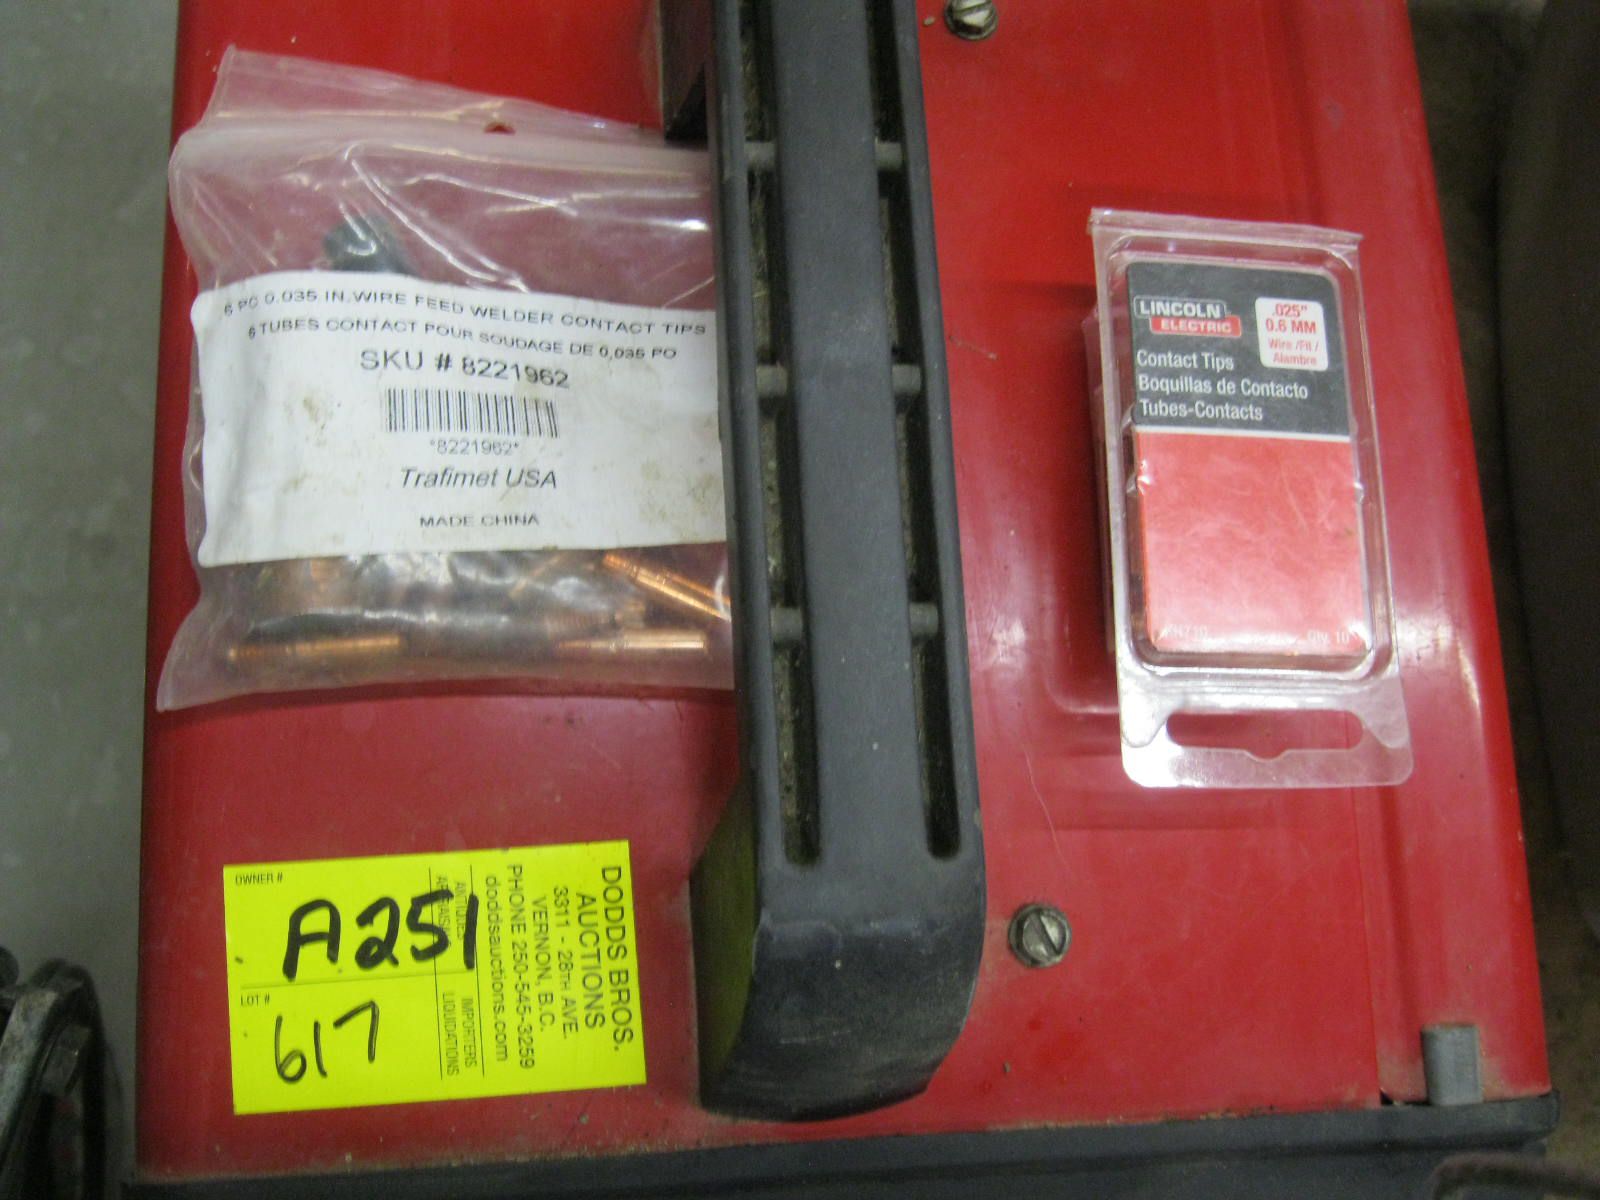 6 PC 0.035 IN. WIRE FEED WELDER CONTACT TIPS
6 TUBES CONTACT POUR SOUDAGE DE 0,035 PO
SKU # 8221962
*8221962*
Trafimet USA
MADE CHINA
LINCOLN
ELECTRIC
.025"
0.6 MM
Wire /Fil /
Alambre
Contact Tips
Boquillas de Contacto
Tubes-Contacts
Qty. 10
DODDS BROS.
AUCTIONS
3311 - 28TH AVE.
VERNON, B.C.
PHONE 250-545-3259
doddsauctions.com
ANTIQUES IMPORTERS
LIQUIDATIONS
OWNER #
A251
LOT #
617